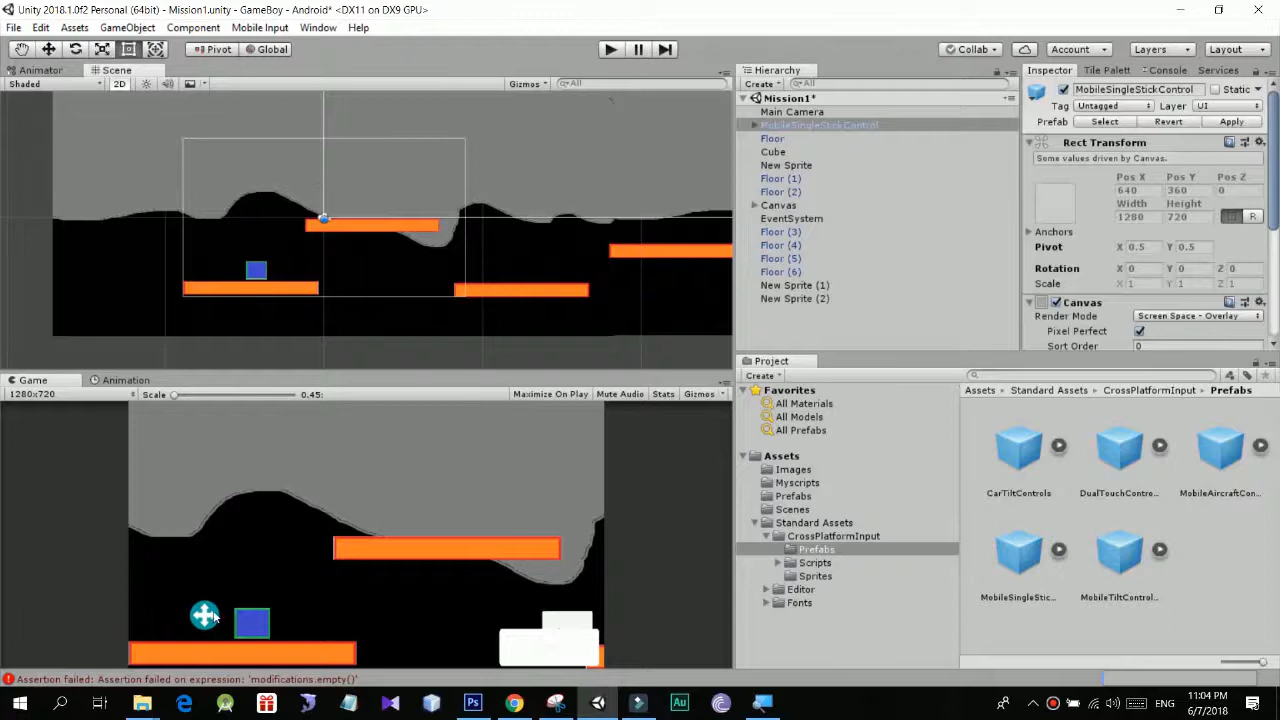 Unity 2018.1.0f2 Personal (64bit) - Mission1.unity - GameBoy - Android* <DX11 on DX9 GPU>
File Edit Assets GameObject Component Mobile Input Window Help
Pivot Global Collab Account Layers Layout
Animator Scene
Shaded 2D Gizmos All
Hierarchy
Create All
Mission1*
Main Camera
MobileSingleStickControl
Floor
Cube
New Sprite
Floor (1)
Floor (2)
Canvas
EventSystem
Floor (3)
Floor (4)
Floor (5)
Floor (6)
New Sprite (1)
New Sprite (2)
Inspector Tile Palett Console Services
MobileSingleStickControl Static
Tag Untagged Layer UI
Prefab Select Revert Apply
Rect Transform
Some values driven by Canvas.
Pos X Pos Y Pos Z
640 360 0
Width Height
1280 720
R
Anchors
Pivot X 0.5 Y 0.5
Rotation X 0 Y 0 Z 0
Scale X 1 Y 1 Z 1
Canvas
Render Mode Screen Space - Overlay
Pixel Perfect
Sort Order 0
Game Animation
1280x720 Scale 0.45: Maximize On Play Mute Audio Stats Gizmos
Project
Create
Favorites
All Materials
All Models
All Prefabs
Assets
Images
Myscripts
Prefabs
Scenes
Standard Assets
CrossPlatformInput
Prefabs
Scripts
Sprites
Editor
Fonts
Assets Standard Assets CrossPlatformInput Prefabs
CarTiltControls DualTouchContro... MobileAircraftCon...
MobileSingleStic... MobileTiltControl...
Assertion failed: Assertion failed on expression: 'modifications.empty()'
Ps Au
11:04 PM
6/7/2018